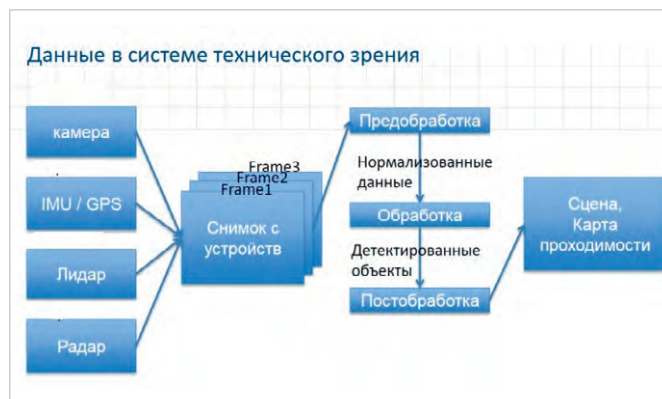 Данные в системе технического зрения
камера
IMU / GPS
Лидар
Радар
Frame3
Frame2
Frame1
Снимок с
устройств
Предобработка
Нормализованные
данные
Обработка
Детектированные
объекты
Постобработка
Сцена,
Карта
проходимости